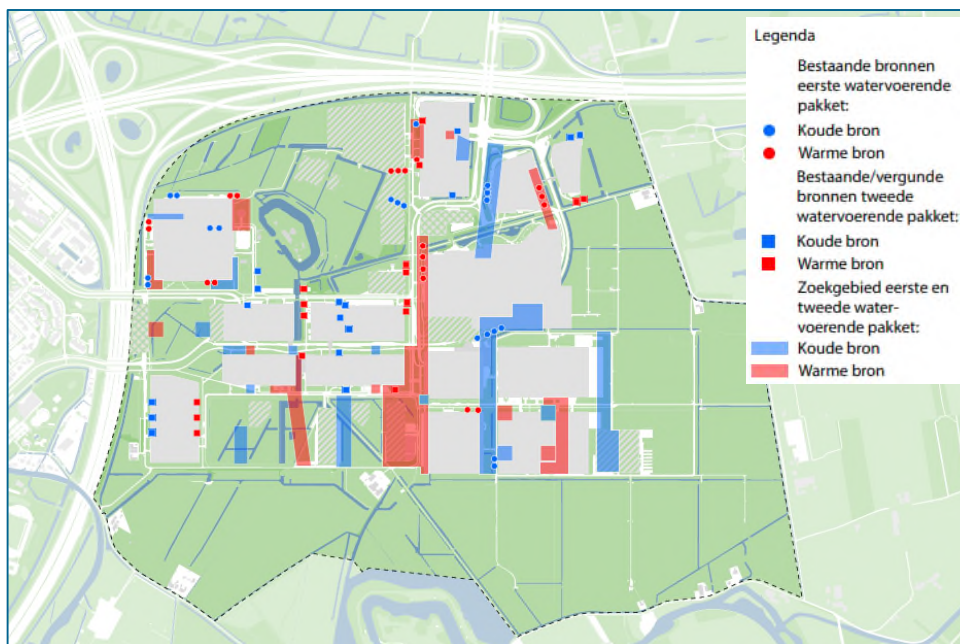 Legenda
Bestaande bronnen
eerste watervoerende
pakket:
Koude bron
Warme bron
Bestaande/vergunde
bronnen tweede
watervoerende pakket:
Koude bron
Warme bron
Zoekgebied eerste en
tweede water-
voerende pakket:
Koude bron
Warme bron